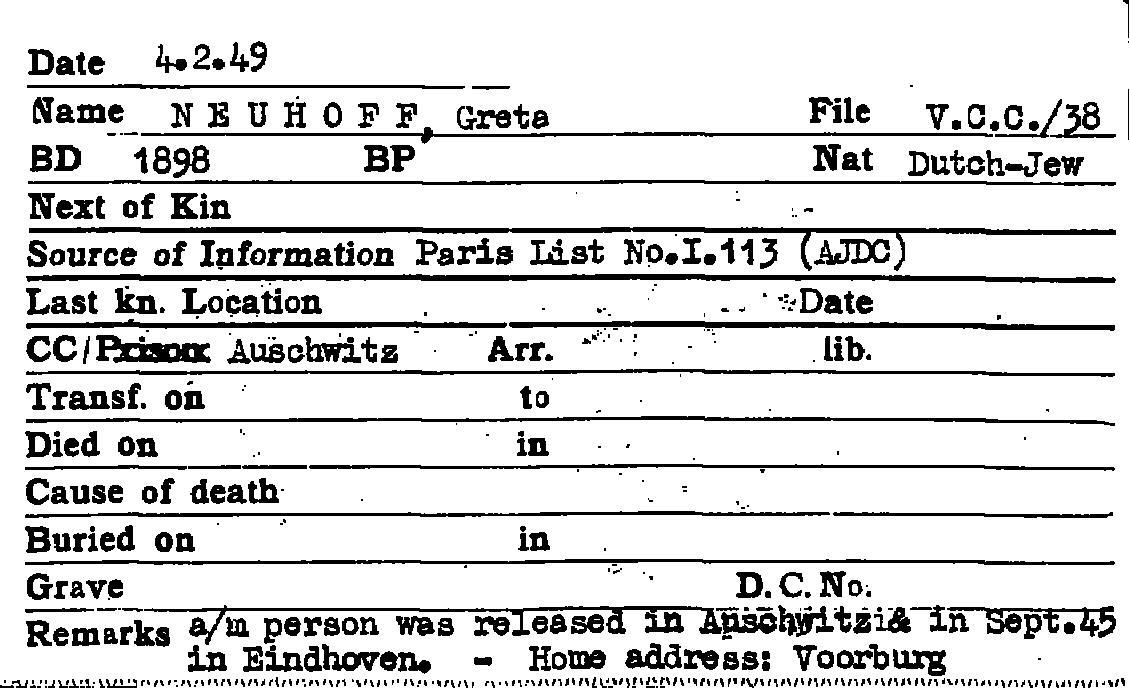 Date 4.2.49
Name N E U H O F F, Greta File V.C.C./38
BD 1898 BP Nat Dutch-Jew
Next of Kin
Source of Information Paris List No.I.113 (AJDC)
Last kn. Location Date
CC/Prison Auschwitz Arr. lib.
Transf. on to
Died on in
Cause of death
Buried on in
Grave D.C. No.
Remarks a/m person was released in Auschwitz & in Sept.45
in Eindhoven. - Home address: Voorburg